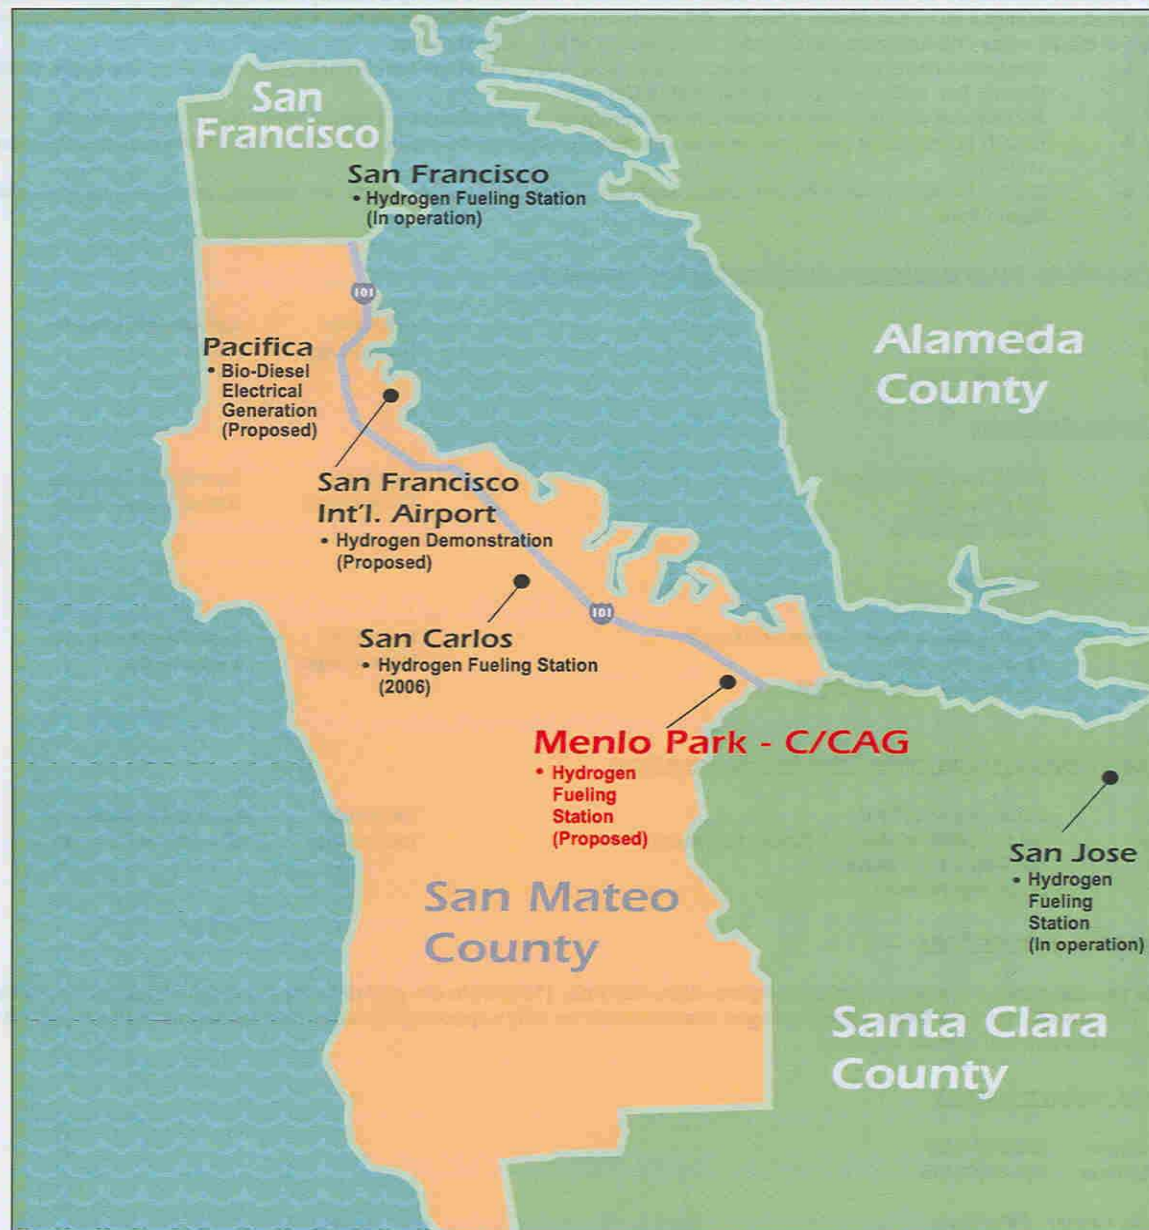 San
Francisco
San Francisco
• Hydrogen Fueling Station
(In operation)
101
Alameda
County
Pacifica
• Bio-Diesel
Electrical
Generation
(Proposed)
San Francisco
Int'l. Airport
• Hydrogen Demonstration
(Proposed)
101
San Carlos
• Hydrogen Fueling Station
(2006)
Menlo Park - C/CAG
• Hydrogen
Fueling
Station
(Proposed)
San Jose
• Hydrogen
Fueling
Station
(In operation)
San Mateo
County
Santa Clara
County